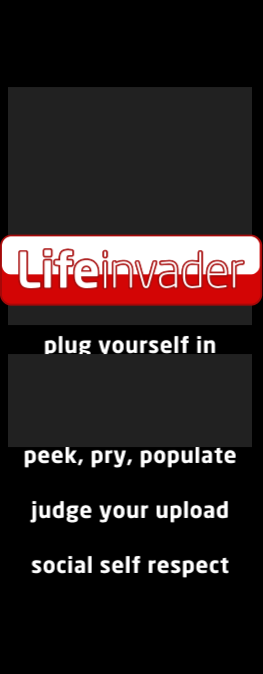 Lifeinvader
plug yourself in
peek, pry, populate
judge your upload
social self respect